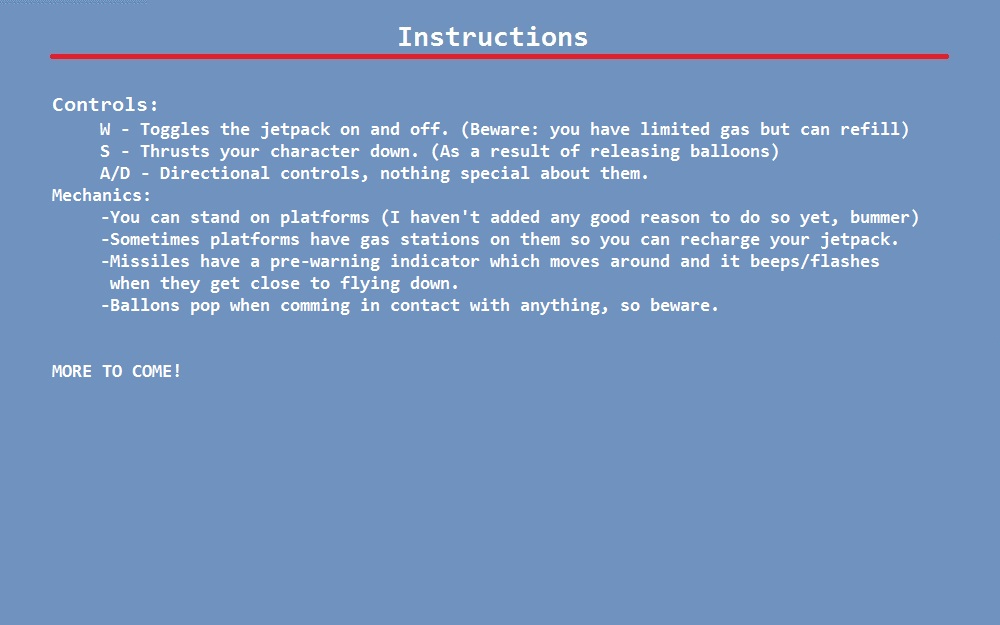 Instructions
Controls:
W - Toggles the jetpack on and off. (Beware: you have limited gas but can refill)
S - Thrusts your character down. (As a result of releasing balloons)
A/D - Directional controls, nothing special about them.
Mechanics:
-You can stand on platforms (I haven't added any good reason to do so yet, bummer)
-Sometimes platforms have gas stations on them so you can recharge your jetpack.
-Missiles have a pre-warning indicator which moves around and it beeps/flashes
when they get close to flying down.
-Ballons pop when comming in contact with anything, so beware.
MORE TO COME!